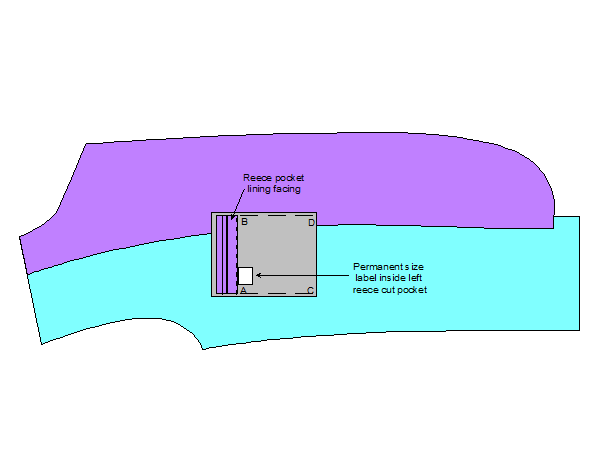 Reece pocket
lining facing
B
D
Permanent size
label inside left
reece cut pocket
A
C